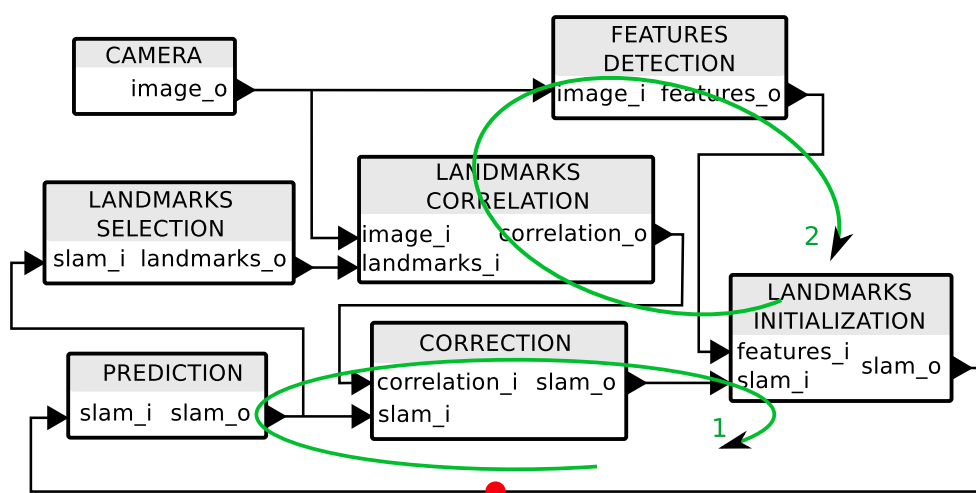 CAMERA
image_o
FEATURES
DETECTION
image_i features_o
LANDMARKS
SELECTION
slam_i landmarks_o
LANDMARKS
CORRELATION
image_i correlation_o
landmarks_i
2
LANDMARKS
INITIALIZATION
features_i
slam_o
slam_i
PREDICTION
slam_i slam_o
CORRECTION
correlation_i slam_o
slam_i
1